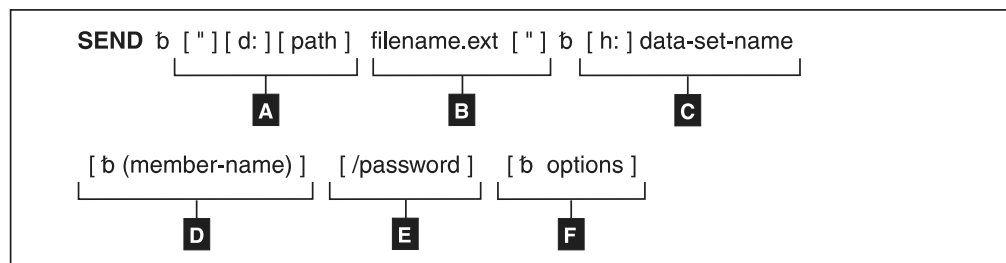 SEND ␢ [ " ] [ d: ] [ path ] filename.ext [ " ] ␢ [ h: ] data-set-name
A B C
[ ␢ (member-name) ] [ /password ] [ ␢ options ]
D E F